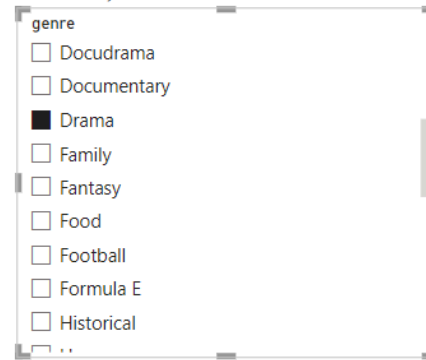 genre
Docudrama
Documentary
Drama
Family
Fantasy
Food
Football
Formula E
Historical